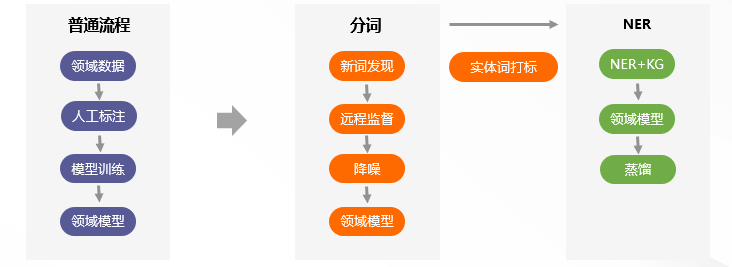 普通流程
领域数据
人工标注
模型训练
领域模型
分词
新词发现
远程监督
降噪
领域模型
实体词打标
NER
NER+KG
领域模型
蒸馏